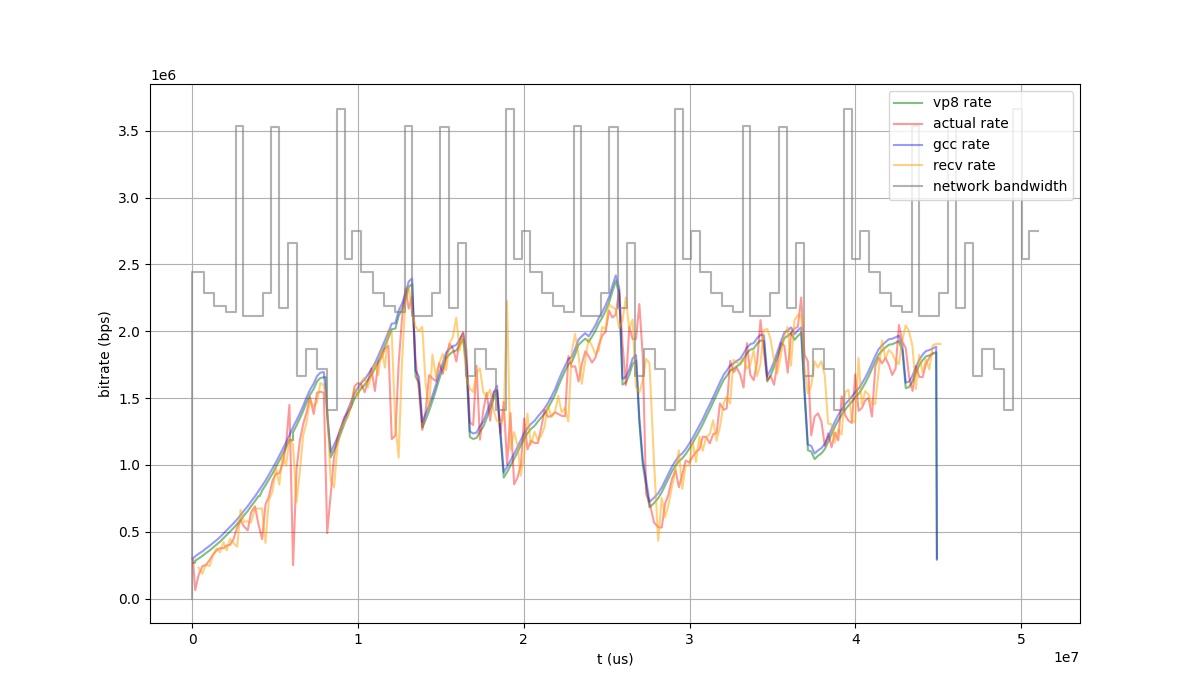 1e6
3.5
3.0
2.5
2.0
1.5
1.0
0.5
0.0
bitrate (bps)
vp8 rate
actual rate
gcc rate
recv rate
network bandwidth
0 1 2 3 4 5
t (us)
1e7